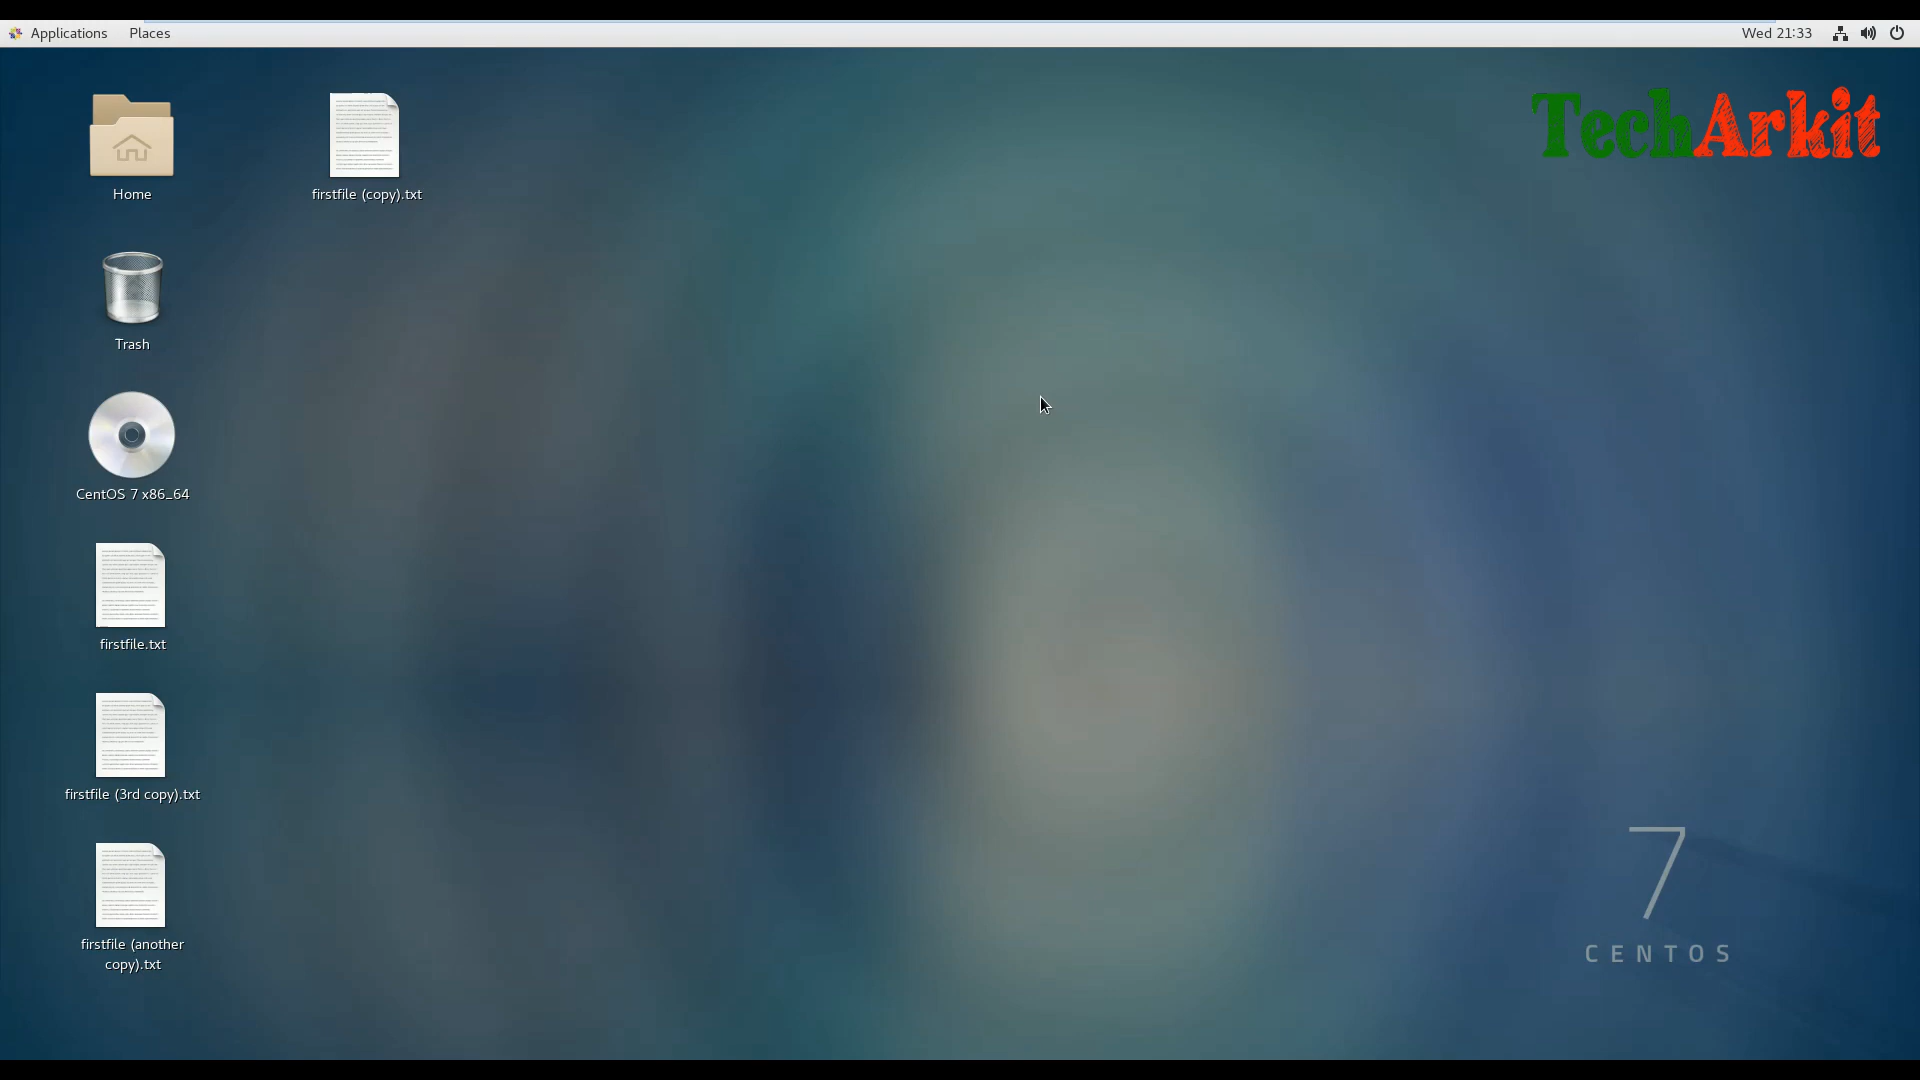 Applications Places Wed 21:33
TechArkit
Home
firstfile (copy).txt
Trash
CentOS 7 x86_64
firstfile.txt
firstfile (3rd copy).txt
firstfile (another
copy).txt
7
CENTOS